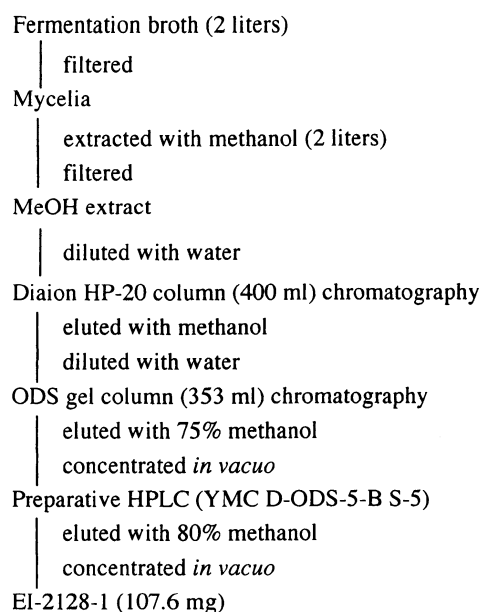 Fermentation broth (2 liters)
filtered
Mycelia
extracted with methanol (2 liters)
filtered
MeOH extract
diluted with water
Diaion HP-20 column (400 ml) chromatography
eluted with methanol
diluted with water
ODS gel column (353 ml) chromatography
eluted with 75% methanol
concentrated in vacuo
Preparative HPLC (YMC D-ODS-5-B S-5)
eluted with 80% methanol
concentrated in vacuo
EI-2128-1 (107.6 mg)